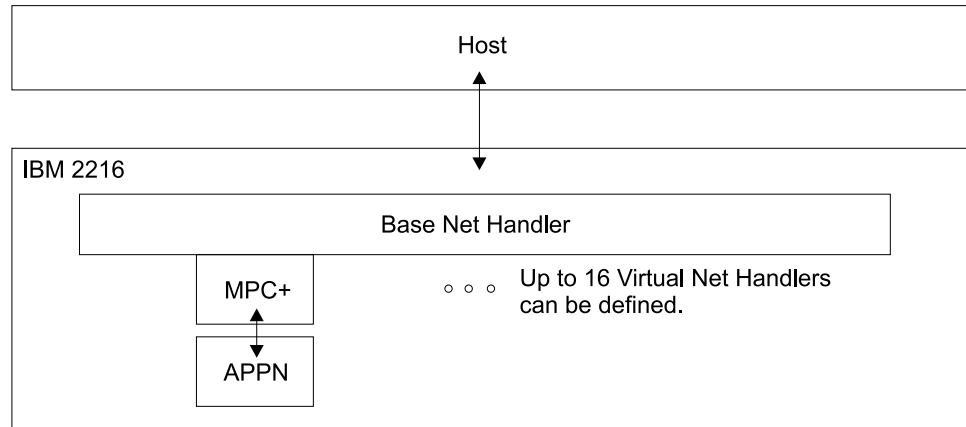 Host
IBM 2216
Base Net Handler
MPC+
Up to 16 Virtual Net Handlers
can be defined.
APPN